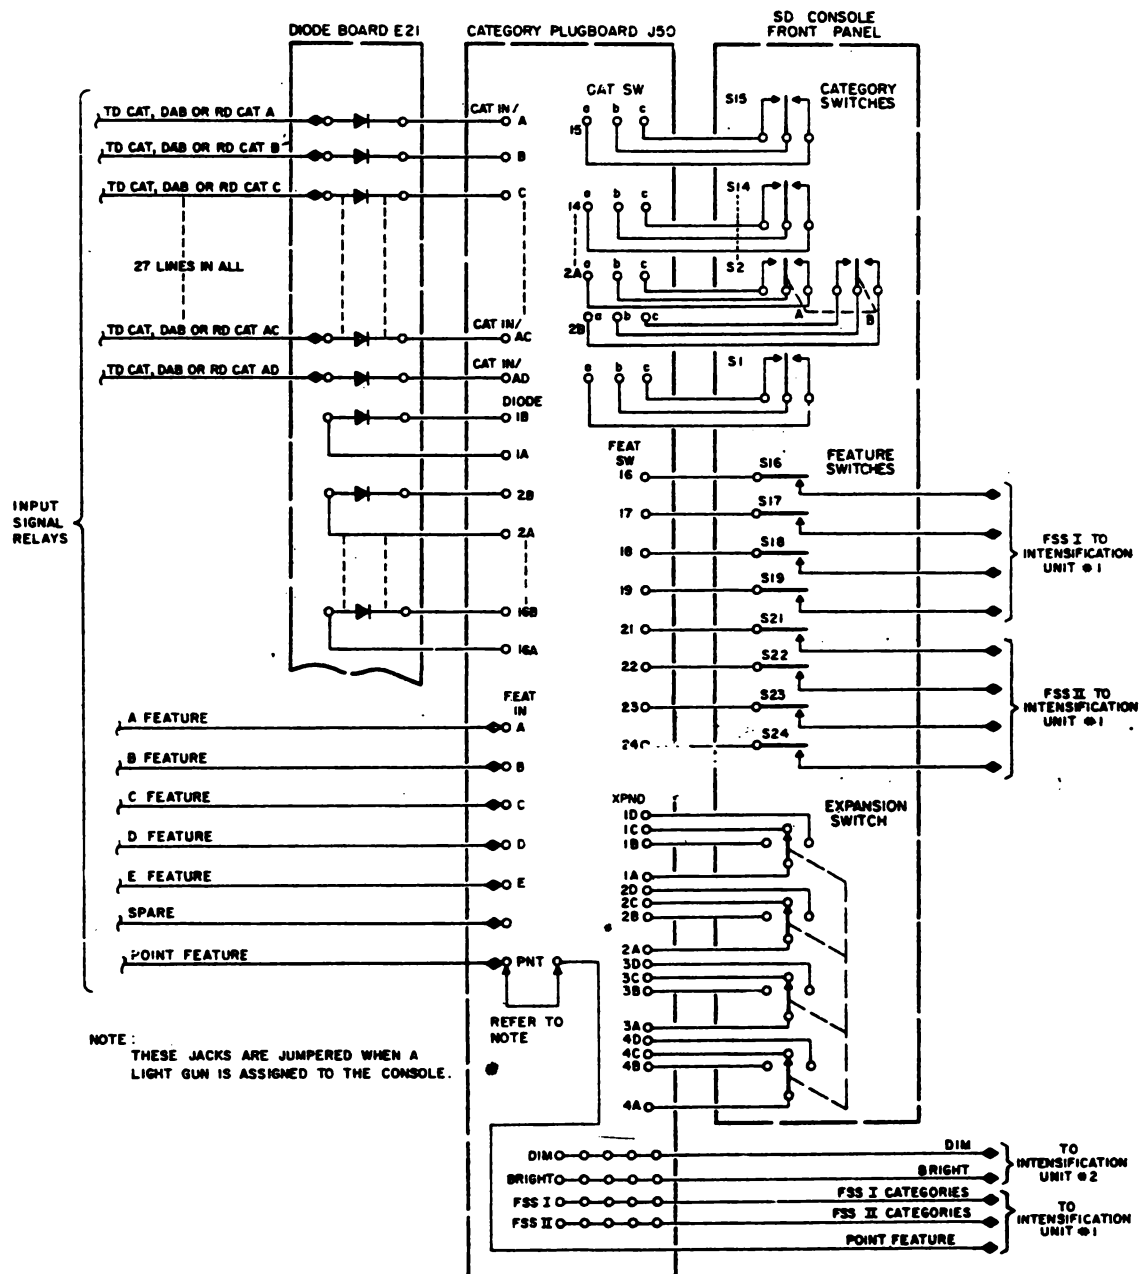 DIODE BOARD E21
CATEGORY PLUGBOARD J50
SD CONSOLE
FRONT PANEL
TD CAT, DAB OR RD CAT A
TD CAT, DAB OR RD CAT B
TD CAT, DAB OR RD CAT C
27 LINES IN ALL
TD CAT, DAB OR RD CAT AC
TD CAT, DAB OR RD CAT AD
INPUT
SIGNAL
RELAYS
CAT IN/
A
B
C
CAT IN/
AC
CAT IN/
AD
DIODE
1B
1A
2B
2A
16B
16A
CAT SW
a b c
15
a b c
14
a b c
2A
a b c
2B
a b c
S15
CATEGORY
SWITCHES
S14
S2
A B
S1
FEAT
SW
16
17
18
19
21
22
23
24
S16
S17
S18
S19
S21
S22
S23
S24
FEATURE
SWITCHES
FSS I TO
INTENSIFICATION
UNIT #1
FSS II TO
INTENSIFICATION
UNIT #1
A FEATURE
B FEATURE
C FEATURE
D FEATURE
E FEATURE
SPARE
POINT FEATURE
FEAT
IN
A
B
C
D
E
PNT
REFER TO
NOTE
NOTE:
THESE JACKS ARE JUMPERED WHEN A
LIGHT GUN IS ASSIGNED TO THE CONSOLE.
XPND
1D
1C
1B
1A
2D
2C
2B
2A
3D
3C
3B
3A
4D
4C
4B
4A
EXPANSION
SWITCH
DIM
BRIGHT
FSS I
FSS II
DIM
BRIGHT
FSS I CATEGORIES
FSS II CATEGORIES
POINT FEATURE
TO
INTENSIFICATION
UNIT #2
TO
INTENSIFICATION
UNIT #1